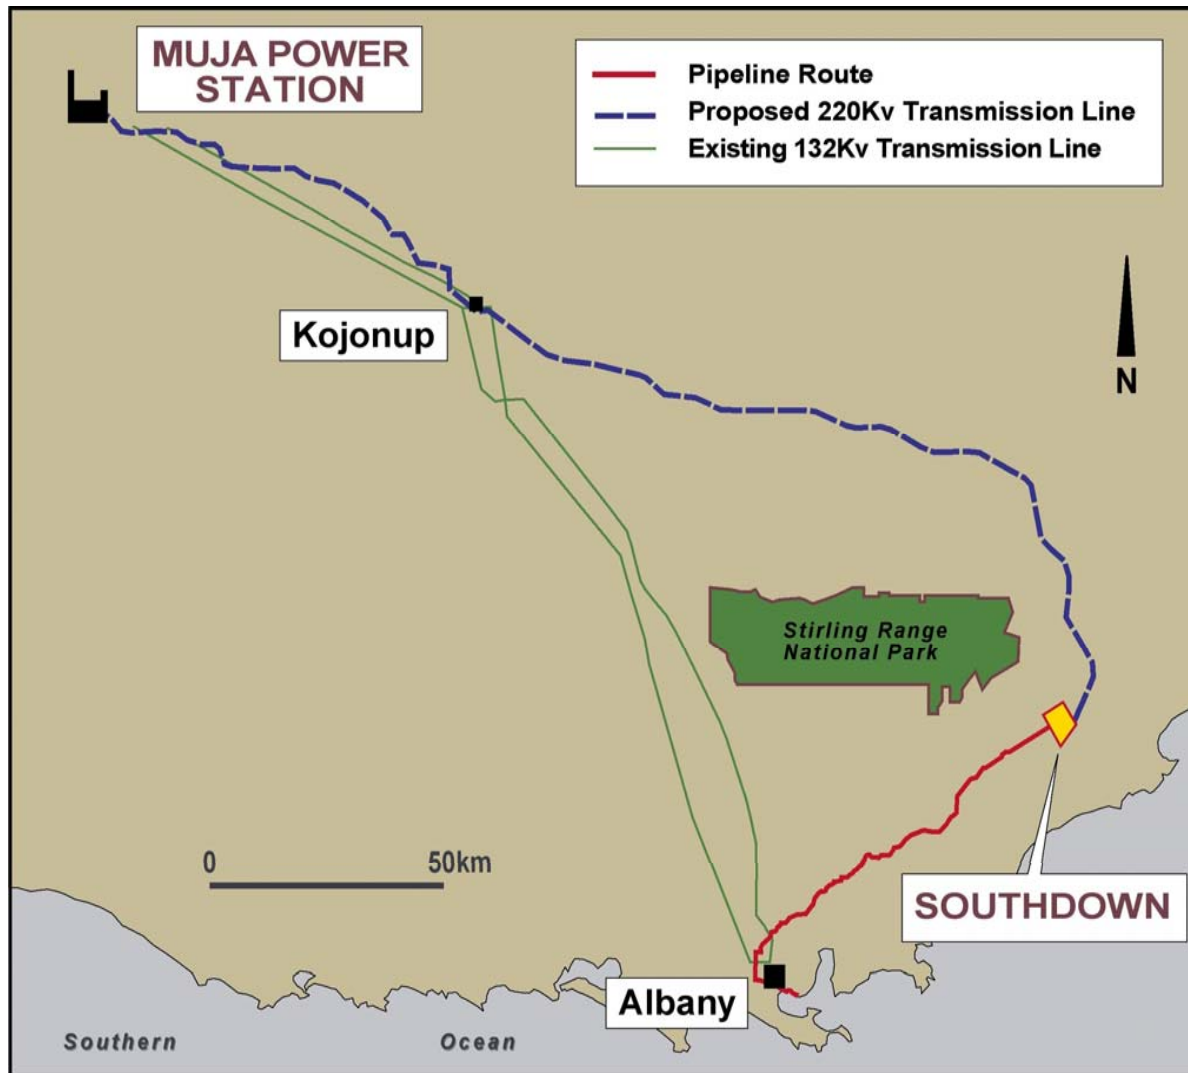 MUJA POWER
STATION
Pipeline Route
Proposed 220Kv Transmission Line
Existing 132Kv Transmission Line
Kojonup
N
Stirling Range
National Park
0 50km
SOUTHDOWN
Albany
Southern Ocean